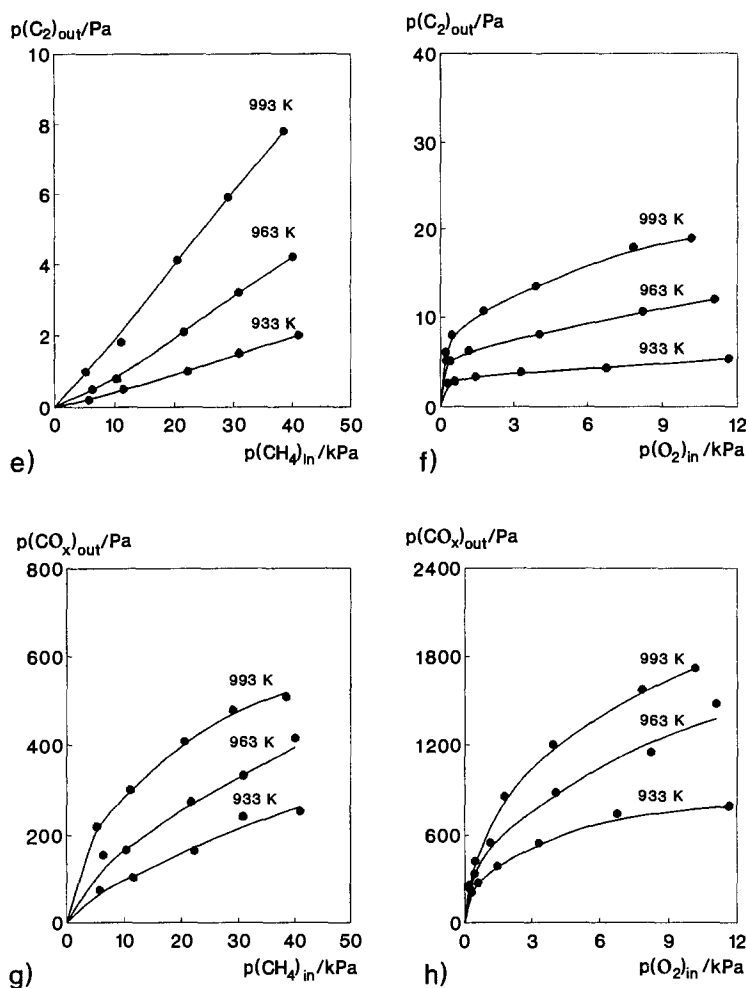 p(C₂)out/Pa
10
8
6
4
2
0
993 K
963 K
933 K
0 10 20 30 40 50
p(CH₄)In/kPa
e)
p(C₂)out/Pa
40
30
20
10
0
993 K
963 K
933 K
0 3 6 9 12
p(O₂)in/kPa
f)
p(COₓ)out/Pa
800
600
400
200
0
993 K
963 K
933 K
0 10 20 30 40 50
p(CH₄)in/kPa
g)
p(COₓ)out/Pa
2400
1800
1200
600
0
993 K
963 K
933 K
0 3 6 9 12
p(O₂)in/kPa
h)